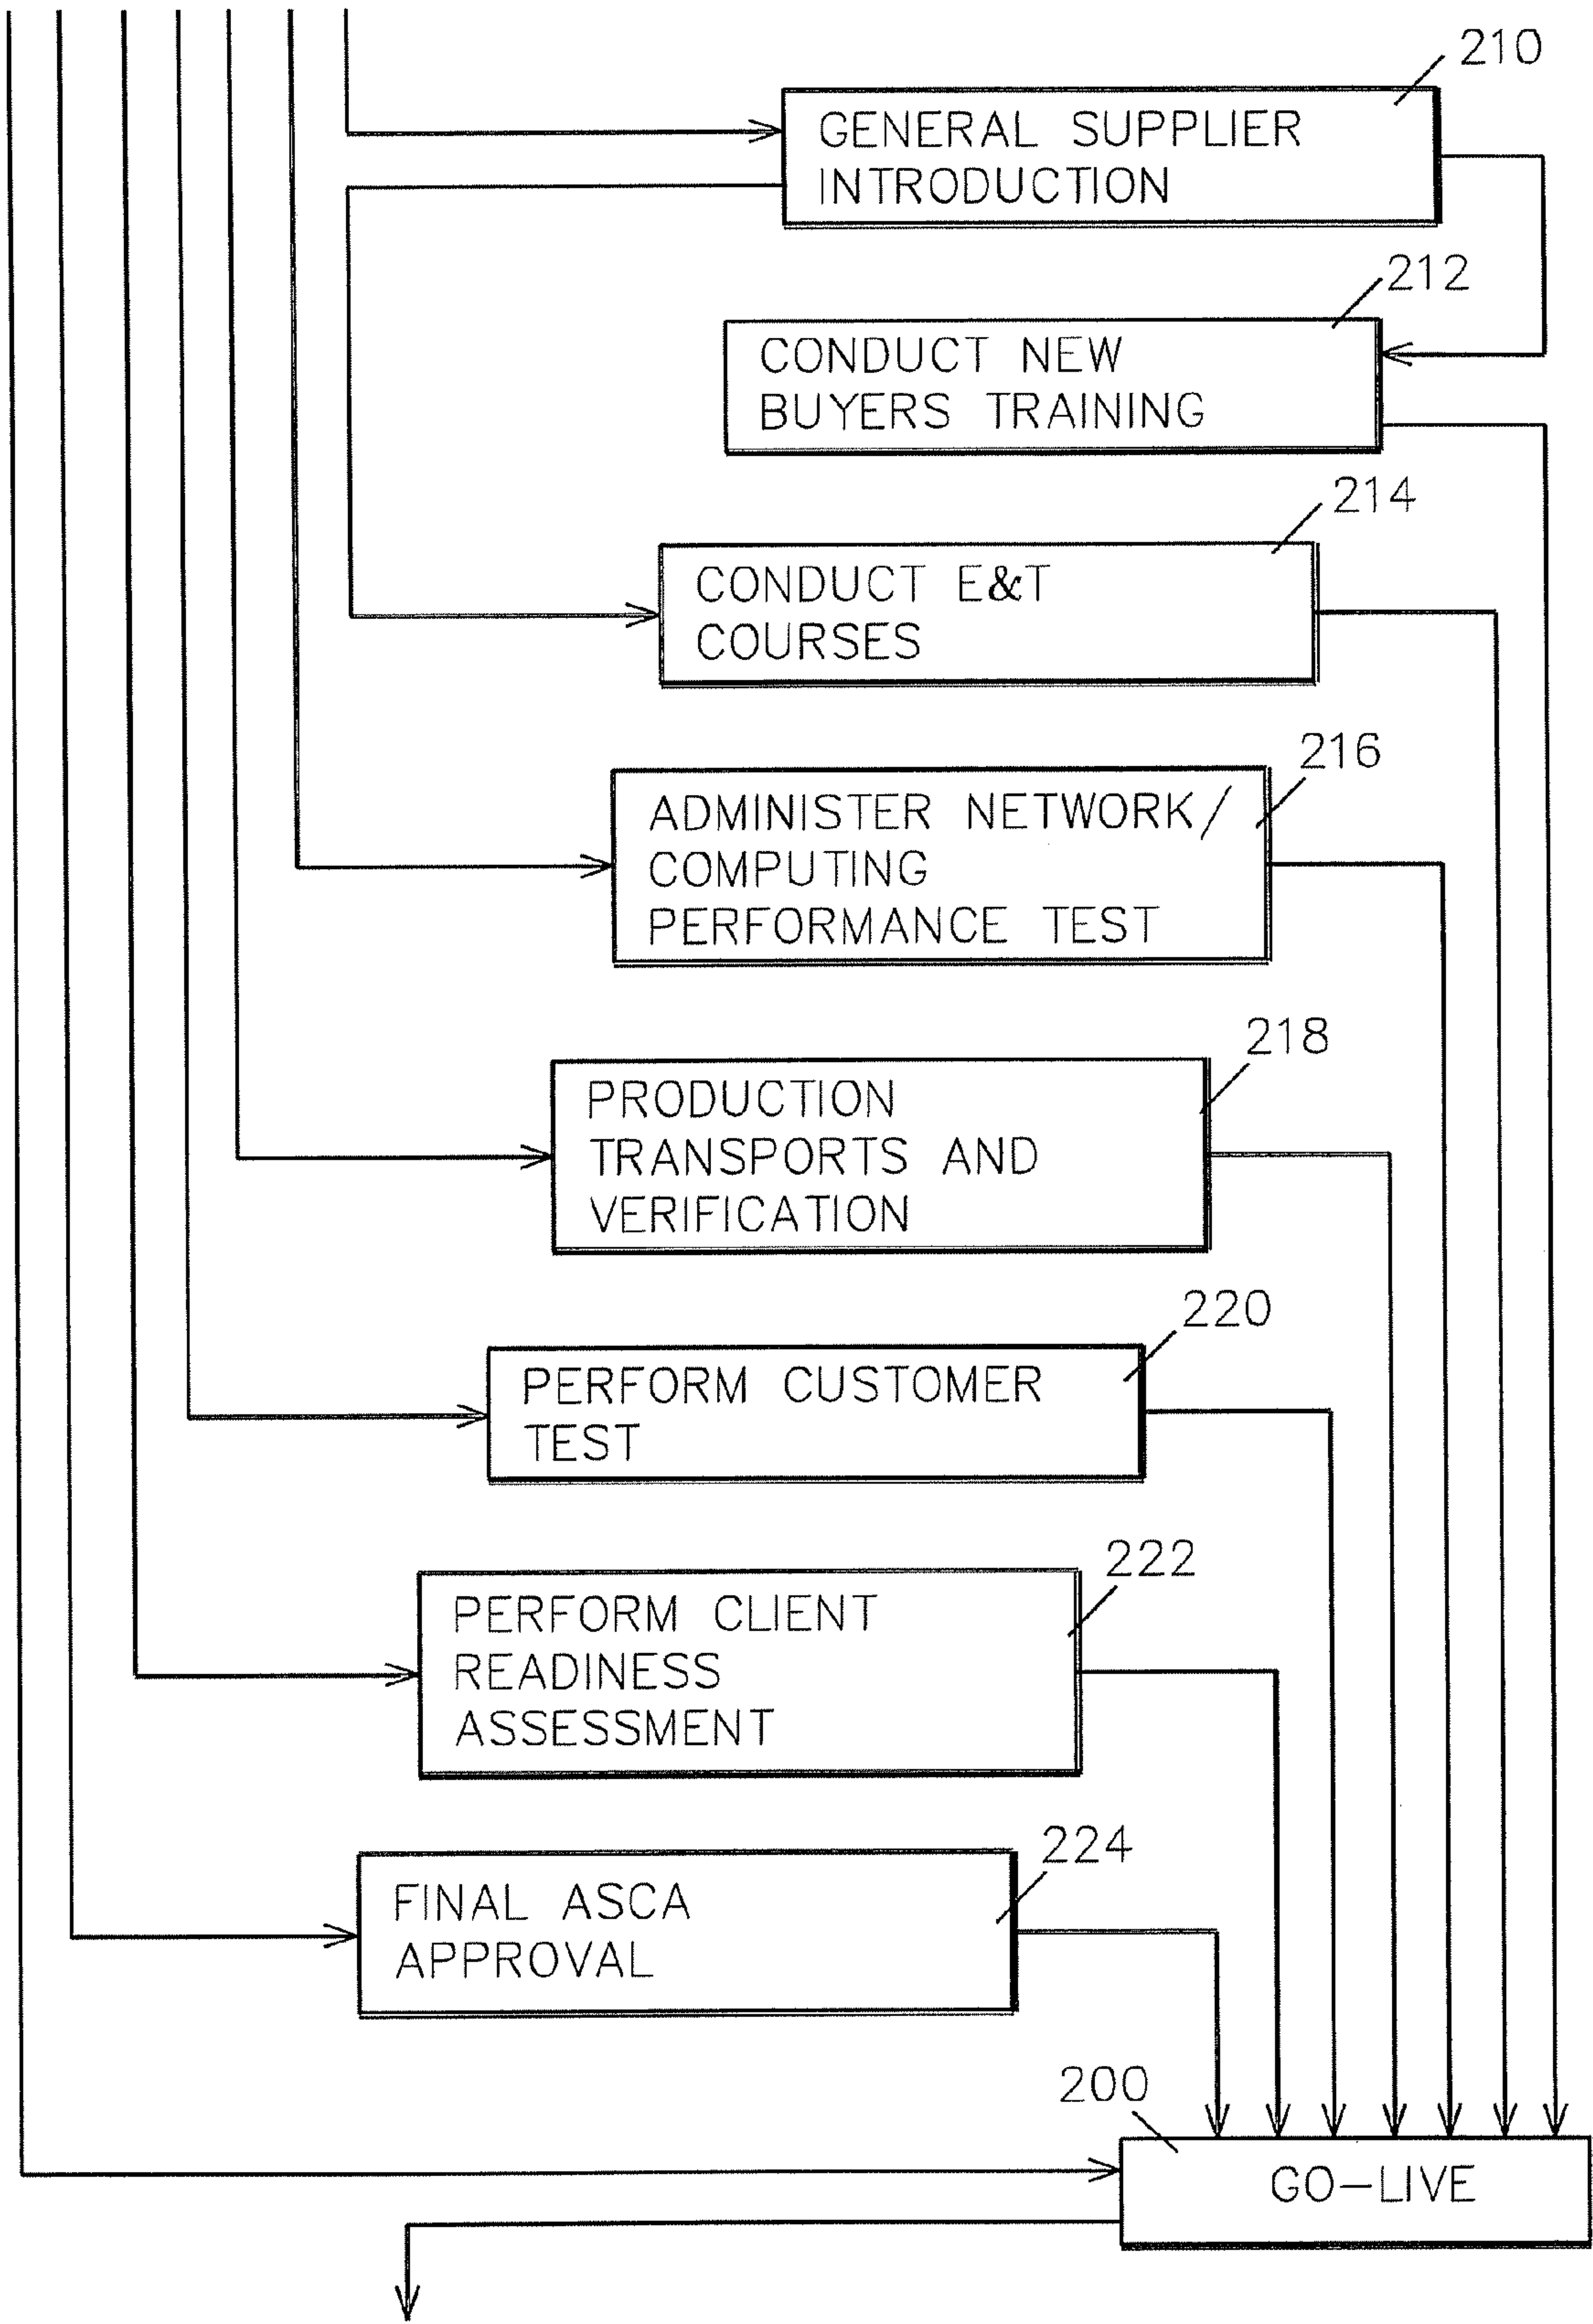 210
GENERAL SUPPLIER
INTRODUCTION
212
CONDUCT NEW
BUYERS TRAINING
214
CONDUCT E&T
COURSES
216
ADMINISTER NETWORK/
COMPUTING
PERFORMANCE TEST
218
PRODUCTION
TRANSPORTS AND
VERIFICATION
220
PERFORM CUSTOMER
TEST
222
PERFORM CLIENT
READINESS
ASSESSMENT
224
FINAL ASCA
APPROVAL
200
GO-LIVE